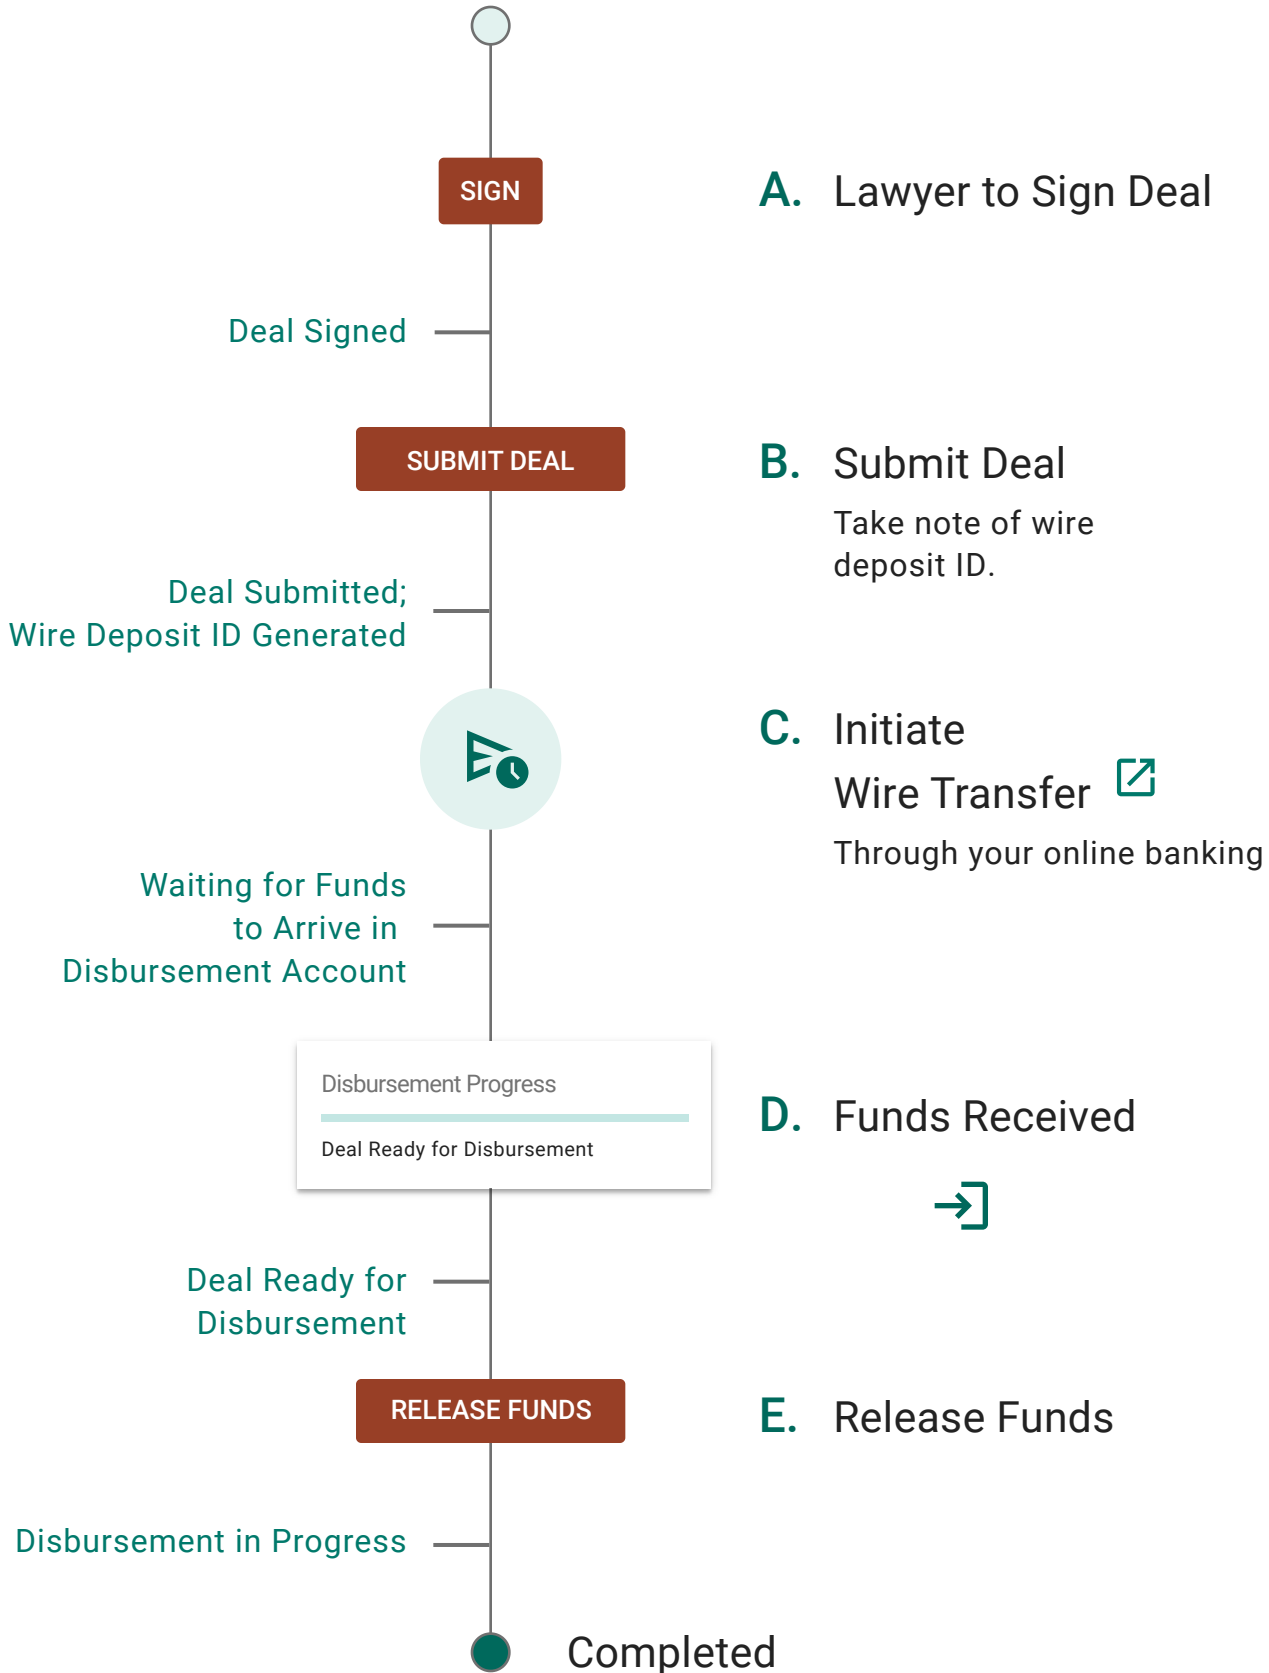 SIGN
A. Lawyer to Sign Deal
Deal Signed
SUBMIT DEAL
B. Submit Deal
Take note of wire
deposit ID.
Deal Submitted;
Wire Deposit ID Generated
C. Initiate
Wire Transfer
Through your online banking
Waiting for Funds
to Arrive in
Disbursement Account
Disbursement Progress
Deal Ready for Disbursement
D. Funds Received
Deal Ready for
Disbursement
RELEASE FUNDS
E. Release Funds
Disbursement in Progress
Completed